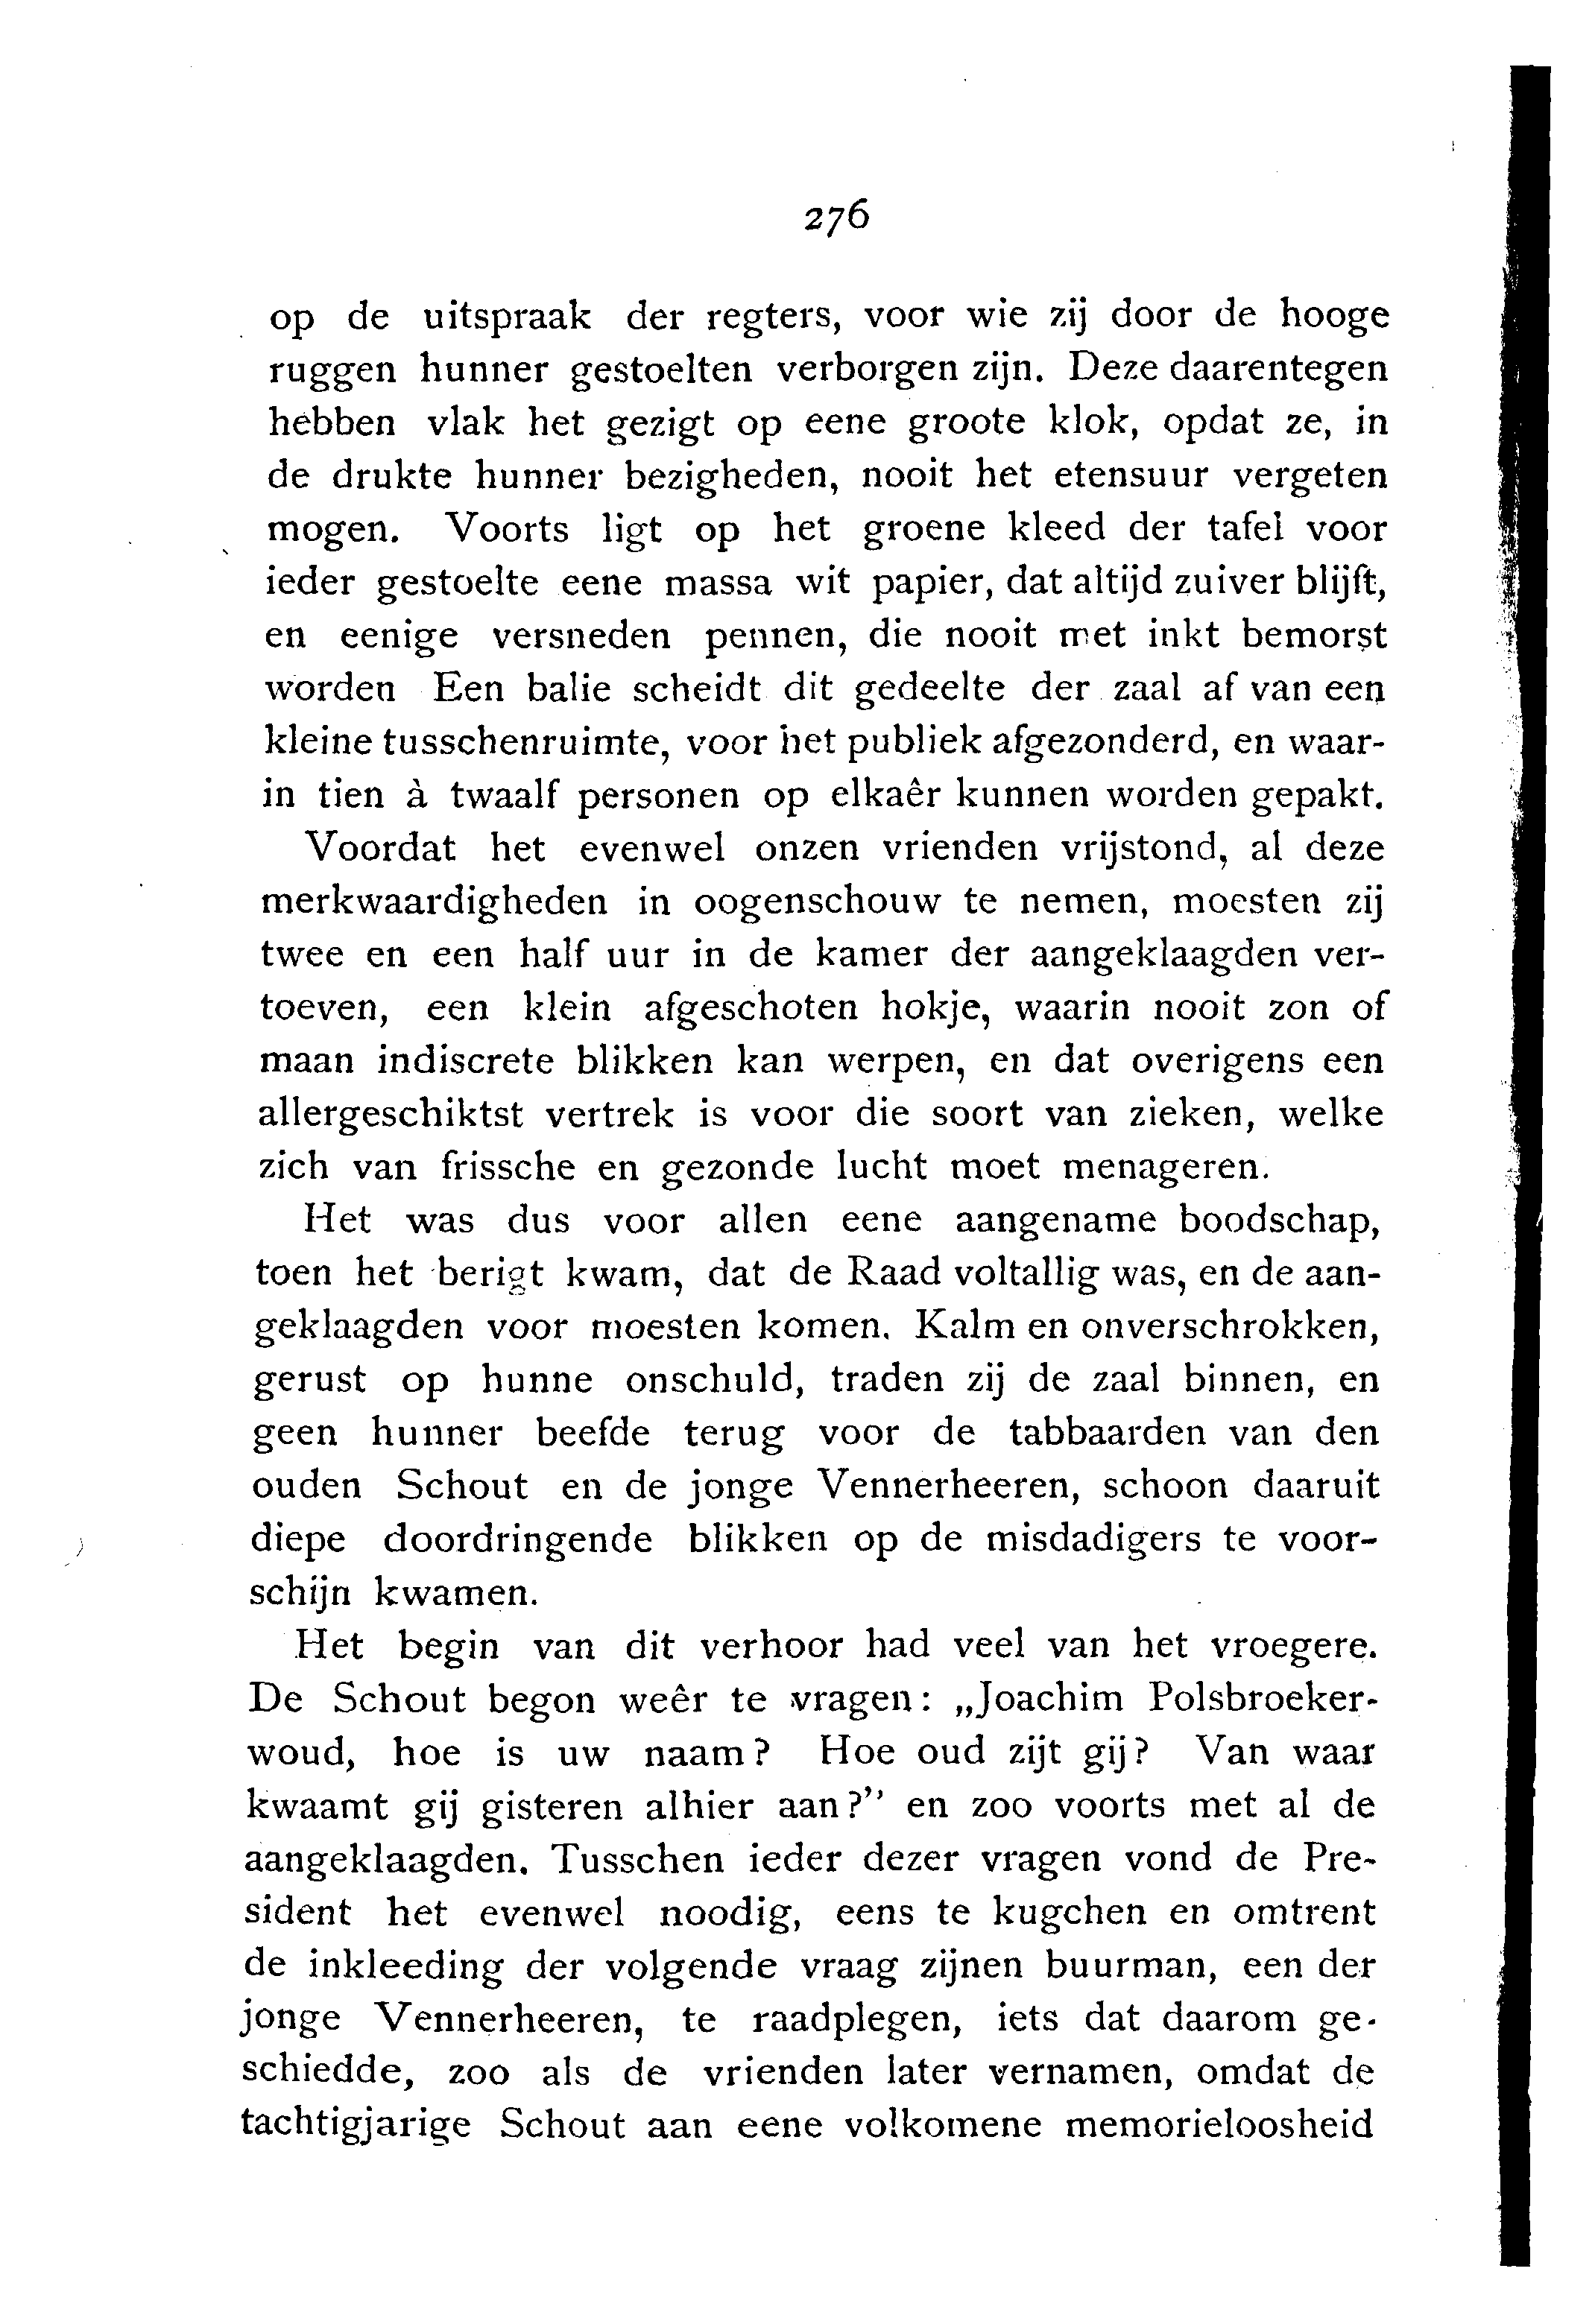 276
op de uitspraak der regters, voor wie zij door de hooge
ruggen hunner gestoelten verborgen zijn. Deze daarentegen
hebben vlak het gezigt op eene groote klok, opdat ze, in
de drukte hunner bezigheden, nooit het etensuur vergeten
mogen. Voorts ligt op het groene kleed der tafel voor
ieder gestoelte eene massa wit papier, dat altijd zuiver blijft,
en eenige versneden pennen, die nooit met inkt bemorst
worden Een balie scheidt dit gedeelte der zaal af van een
kleine tusschenruimte, voor het publiek afgezonderd, en waar-
in tien à twaalf personen op elkaêr kunnen worden gepakt.
Voordat het evenwel onzen vrienden vrijstond, al deze
merkwaardigheden in oogenschouw te nemen, moesten zij
twee en een half uur in de kamer der aangeklaagden ver-
toeven, een klein afgeschoten hokje, waarin nooit zon of
maan indiscrete blikken kan werpen, en dat overigens een
allergeschiktst vertrek is voor die soort van zieken, welke
zich van frissche en gezonde lucht moet menageren.
Het was dus voor allen eene aangename boodschap,
toen het berigt kwam, dat de Raad voltallig was, en de aan-
geklaagden voor moesten komen. Kalm en onverschrokken,
gerust op hunne onschuld, traden zij de zaal binnen, en
geen hunner beefde terug voor de tabbaarden van den
ouden Schout en de jonge Vennerheeren, schoon daaruit
diepe doordringende blikken op de misdadigers te voor-
schijn kwamen.
Het begin van dit verhoor had veel van het vroegere.
De Schout begon weêr te vragen: „Joachim Polsbroeker-
woud, hoe is uw naam? Hoe oud zijt gij? Van waar
kwaamt gij gisteren alhier aan?'' en zoo voorts met al de
aangeklaagden. Tusschen ieder dezer vragen vond de Pre-
sident het evenwel noodig, eens te kugchen en omtrent
de inkleeding der volgende vraag zijnen buurman, een der
jonge Vennerheeren, te raadplegen, iets dat daarom ge-
schiedde, zoo als de vrienden later vernamen, omdat de
tachtigjarige Schout aan eene volkomene memorieloosheid